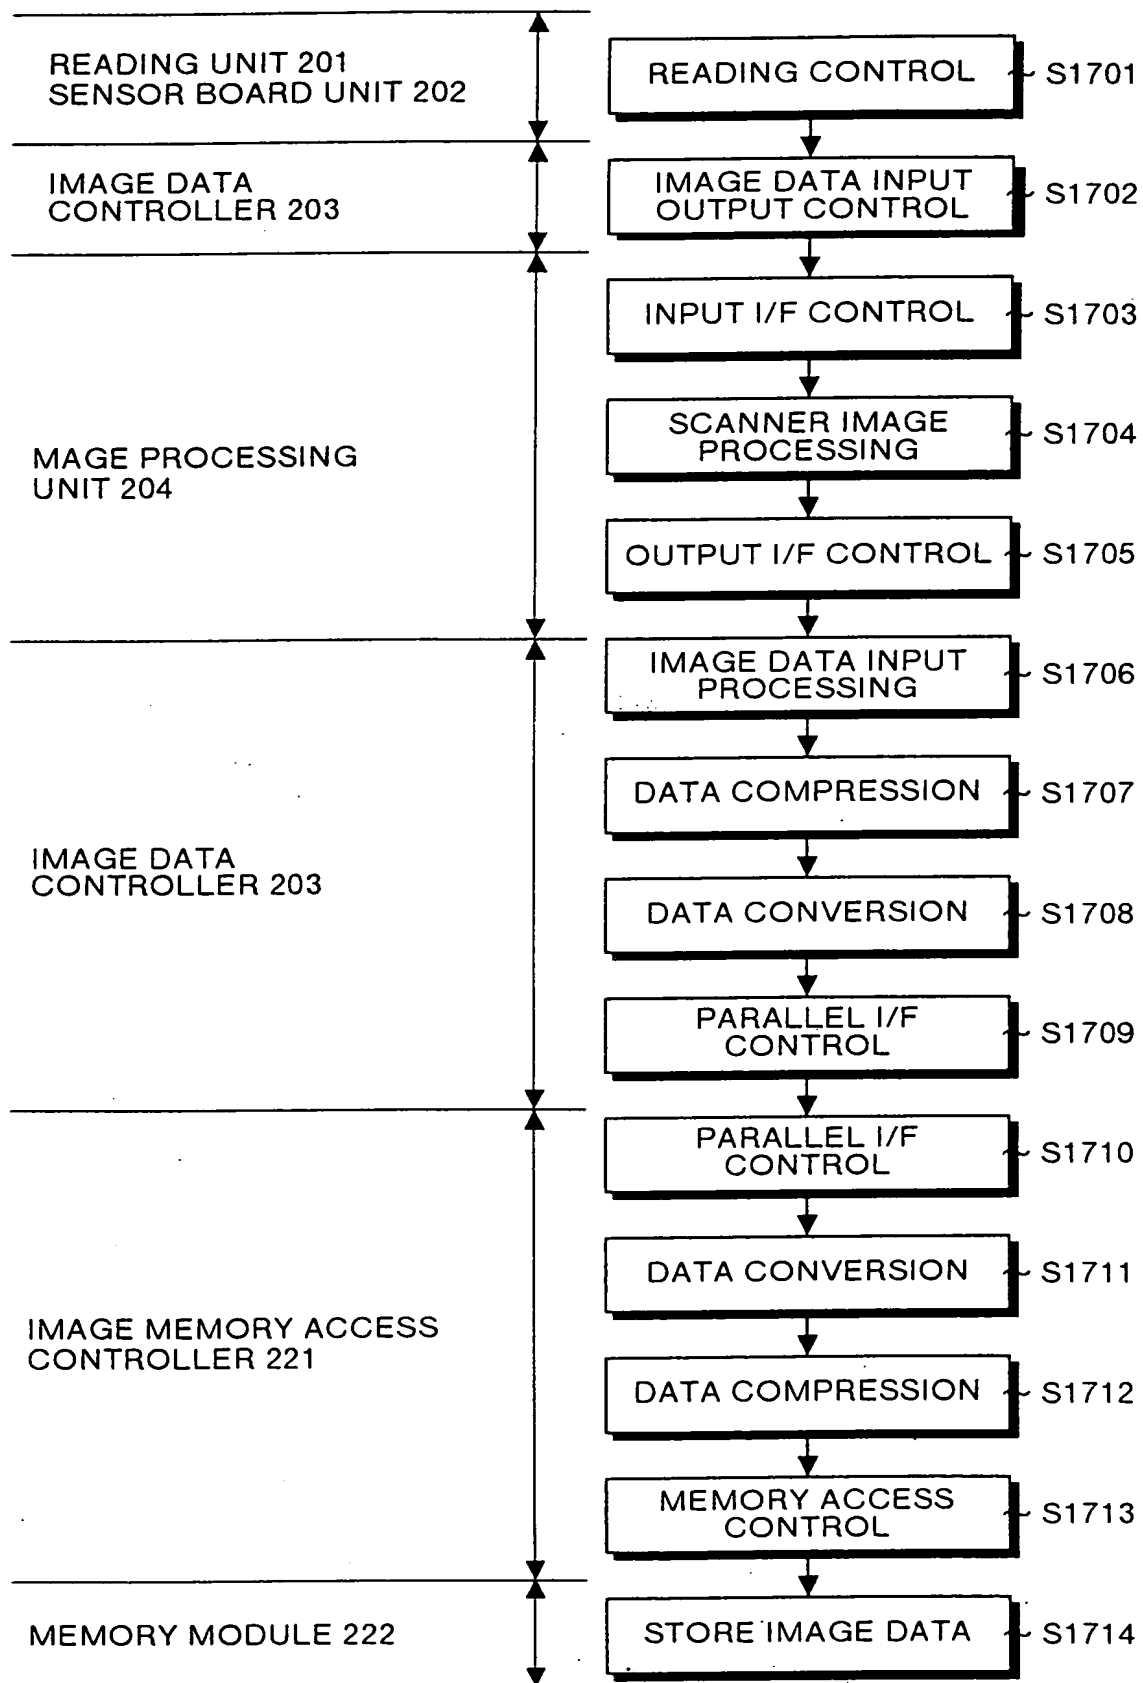 READING UNIT 201
SENSOR BOARD UNIT 202
READING CONTROL
S1701
IMAGE DATA
CONTROLLER 203
IMAGE DATA INPUT
OUTPUT CONTROL
S1702
MAGE PROCESSING
UNIT 204
INPUT I/F CONTROL
S1703
SCANNER IMAGE
PROCESSING
S1704
OUTPUT I/F CONTROL
S1705
IMAGE DATA
CONTROLLER 203
IMAGE DATA INPUT
PROCESSING
S1706
DATA COMPRESSION
S1707
DATA CONVERSION
S1708
PARALLEL I/F
CONTROL
S1709
IMAGE MEMORY ACCESS
CONTROLLER 221
PARALLEL I/F
CONTROL
S1710
DATA CONVERSION
S1711
DATA COMPRESSION
S1712
MEMORY ACCESS
CONTROL
S1713
MEMORY MODULE 222
STORE IMAGE DATA
S1714